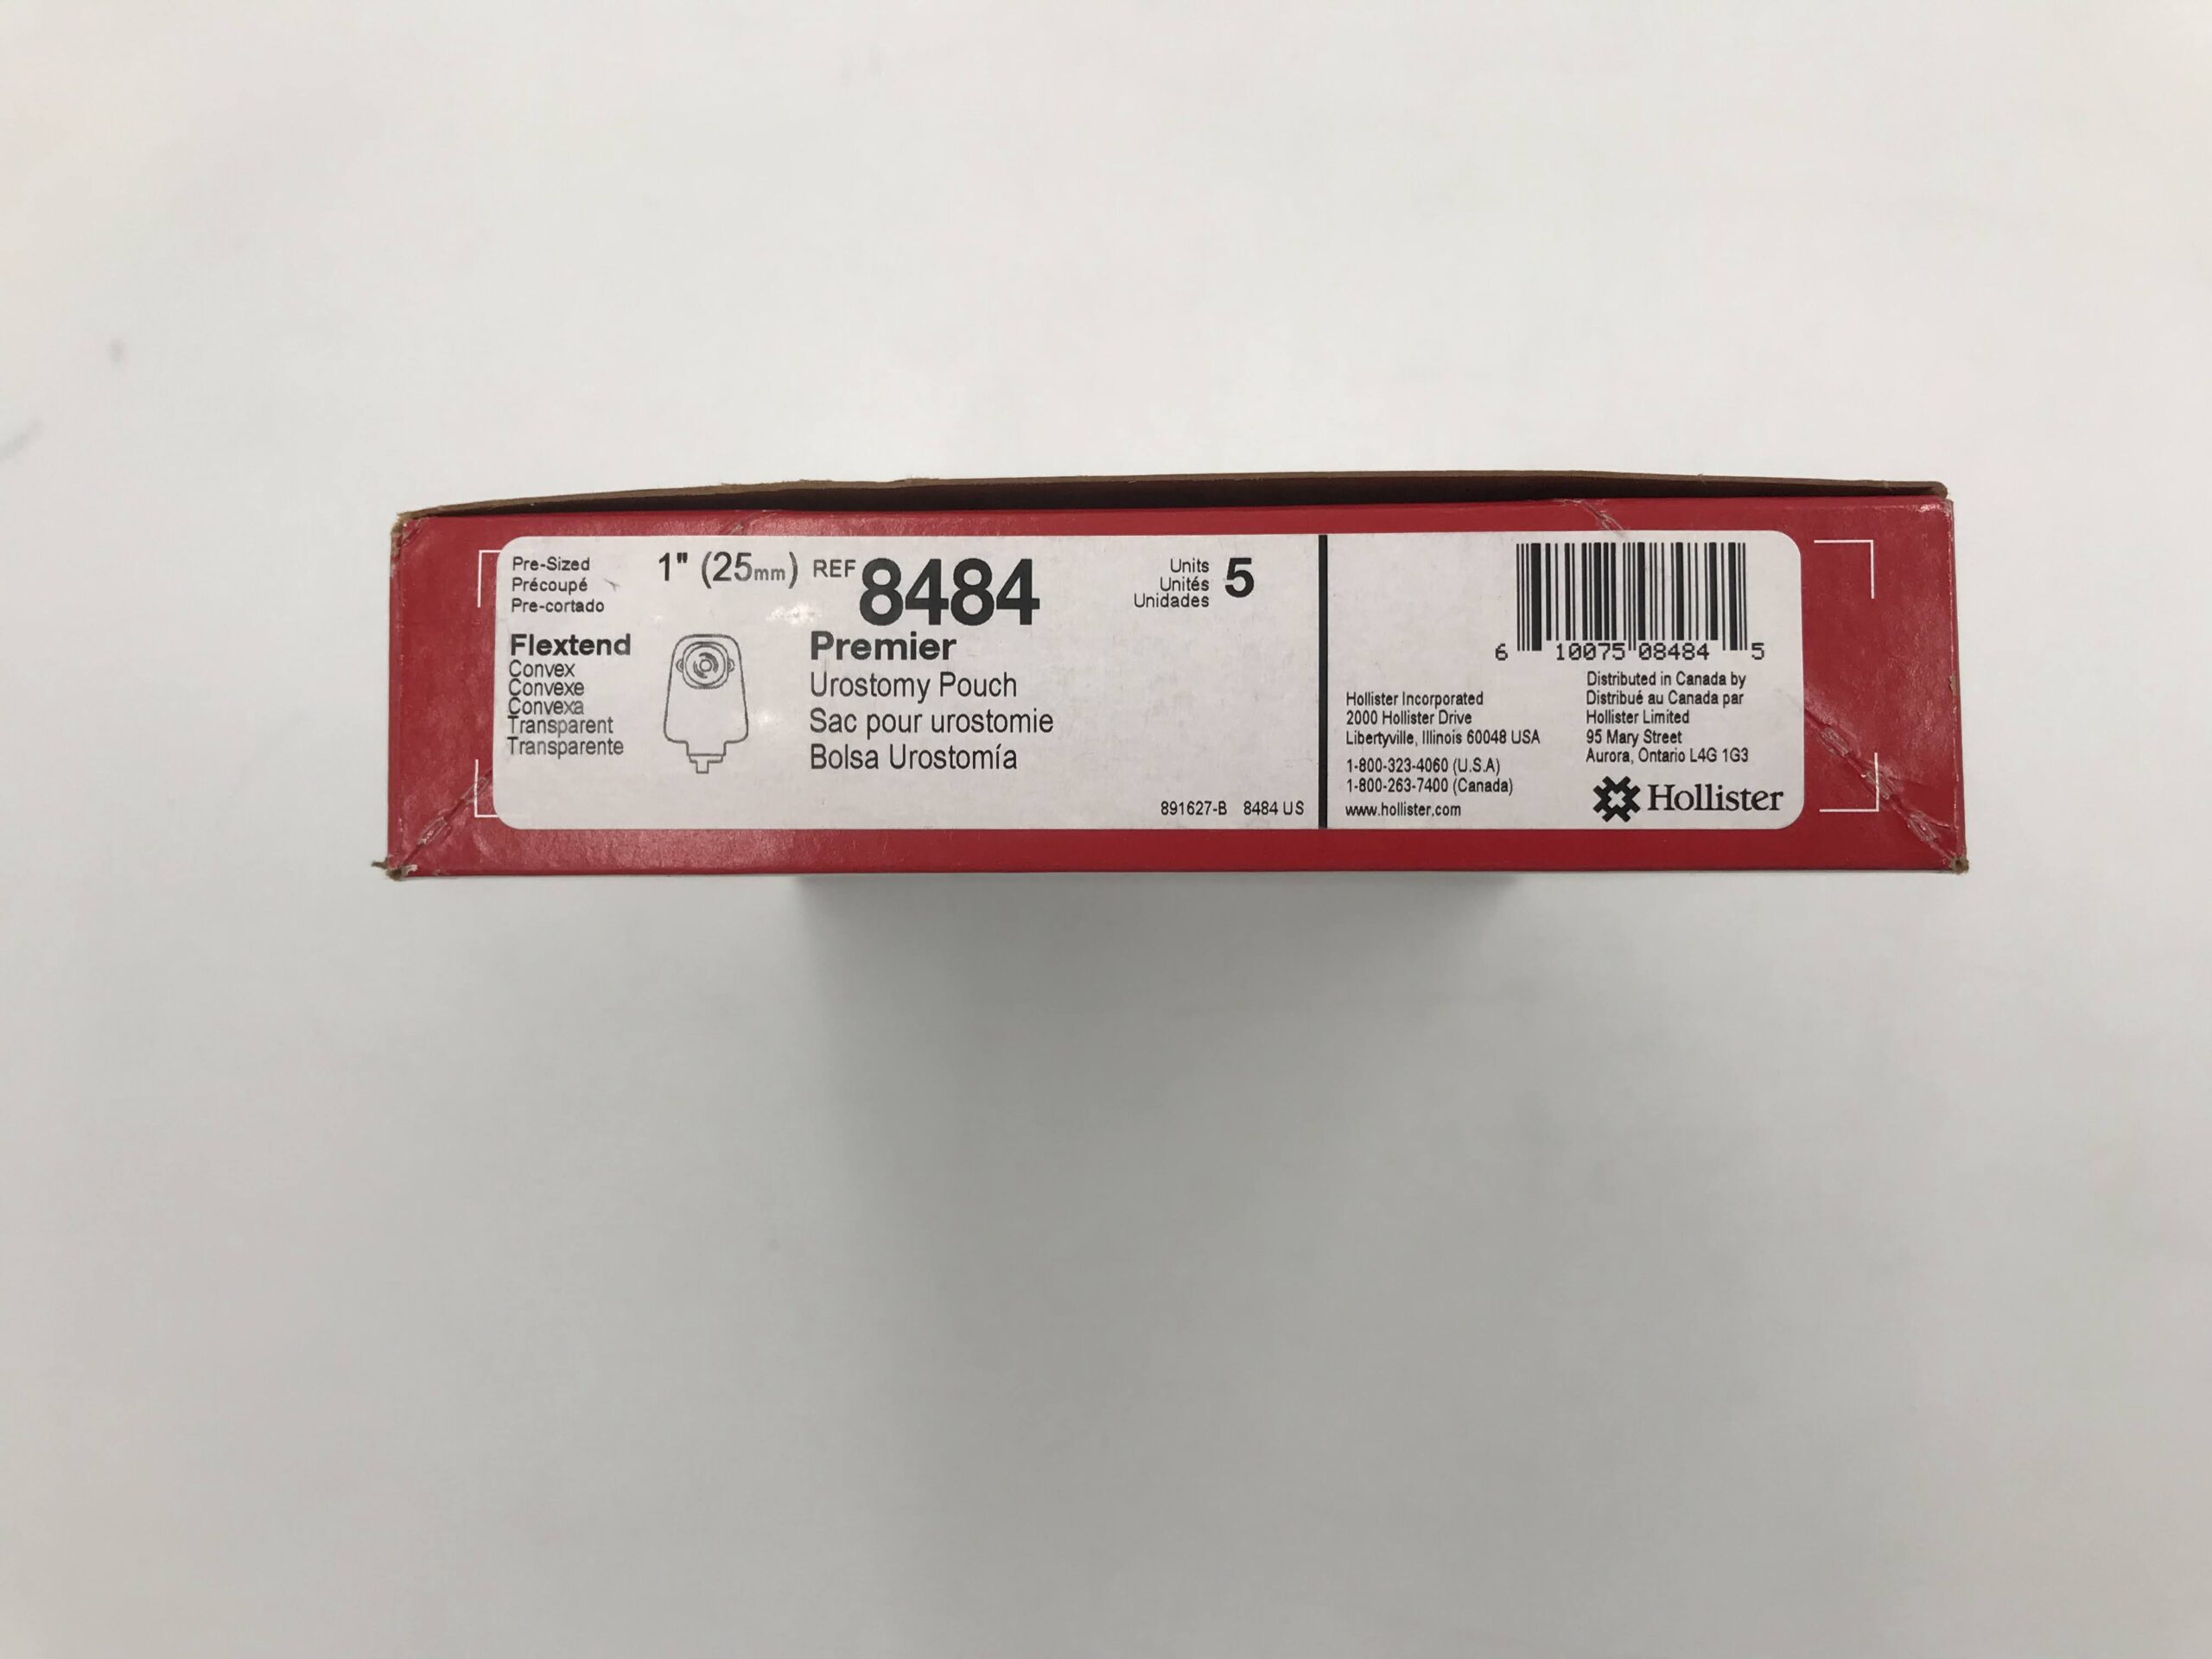 Pre-Sized
Précoupé
Pre-cortado
1" (25mm)
REF 8484
Units
Unités
Unidades
5
Flextend
Convex
Convexe
Convexa
Transparent
Transparente
Premier
Urostomy Pouch
Sac pour urostomie
Bolsa Urostomía
891627-B 8484 US
6 10075 08484 5
Hollister Incorporated
2000 Hollister Drive
Libertyville, Illinois 60048 USA
1-800-323-4060 (U.S.A)
1-800-263-7400 (Canada)
www.hollister.com
Distributed in Canada by
Distribué au Canada par
Hollister Limited
95 Mary Street
Aurora, Ontario L4G 1G3
Hollister